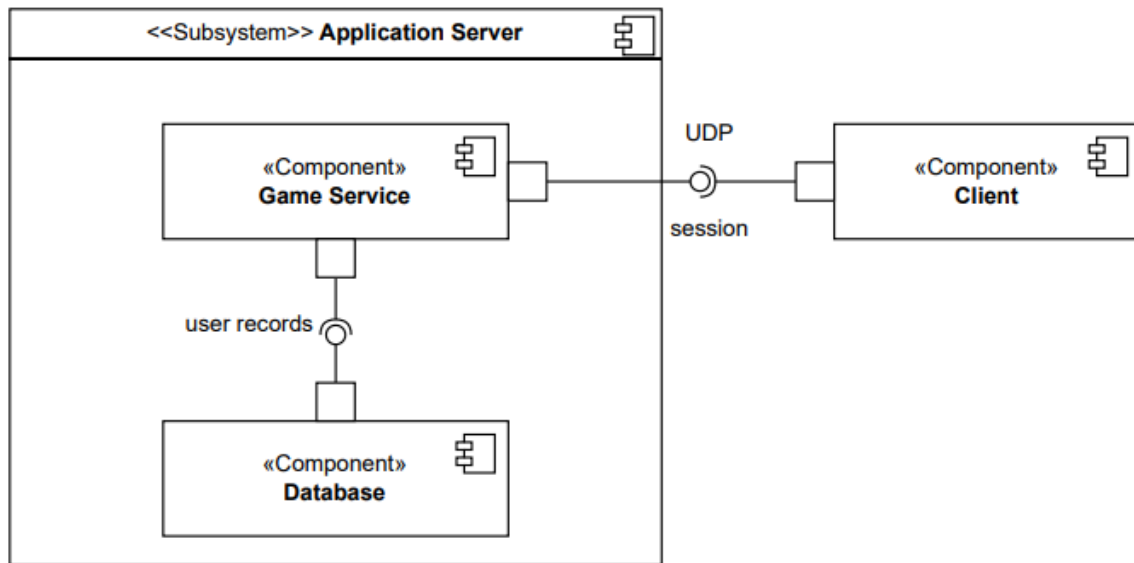 <<Subsystem>> Application Server
«Component»
Game Service
UDP
session
«Component»
Client
user records
«Component»
Database